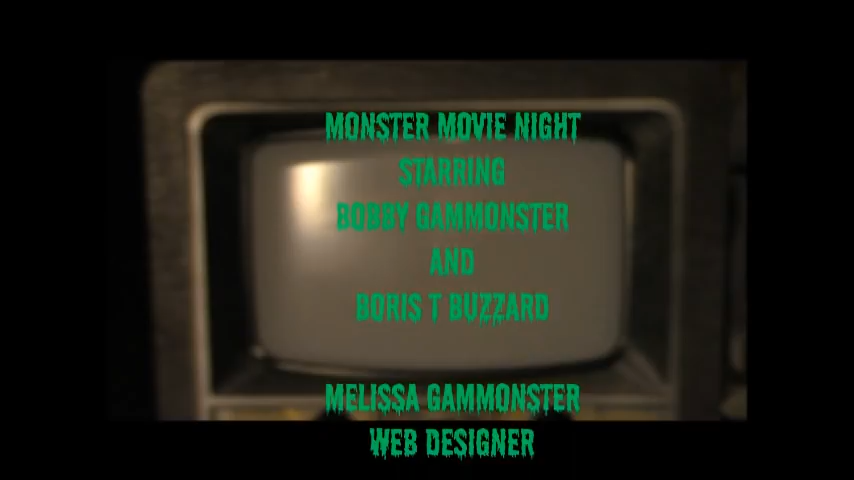 MONSTER MOVIE NIGHT
STARRING
BOBBY GAMMONSTER
AND
BORIS T BUZZARD
MELISSA GAMMONSTER
WEB DESIGNER